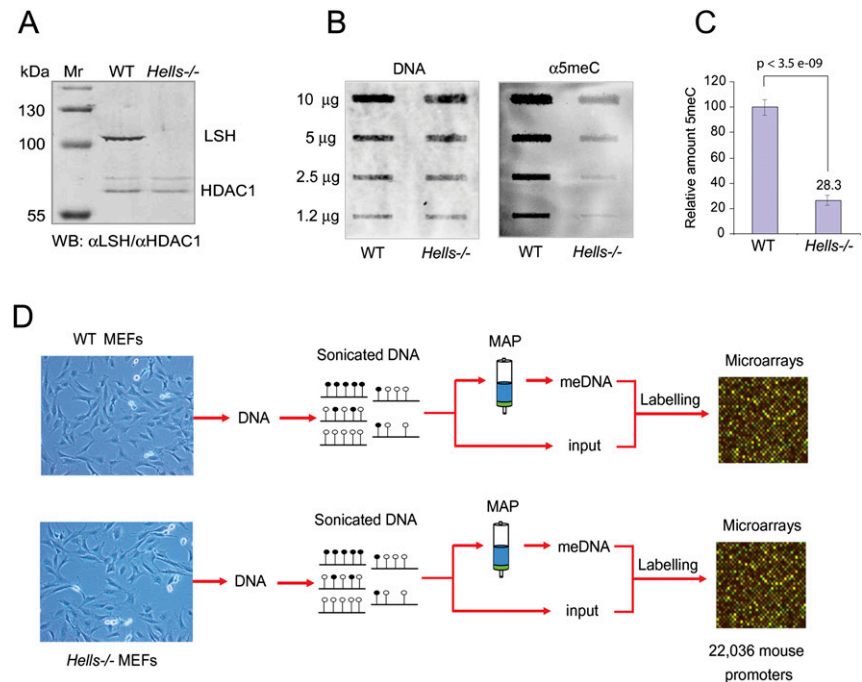 A
kDa Mr WT Hells-/-
130
100
55
LSH
HDAC1
WB: αLSH/αHDAC1
B
DNA α5meC
10 μg
5 μg
2.5 μg
1.2 μg
WT Hells-/- WT Hells-/-
C
p < 3.5 e-09
Relative amount 5meC
120
100
80
60
40
20
0
28.3
WT Hells-/-
D
WT MEFs
DNA
Sonicated DNA
MAP
meDNA
input
Labelling
Microarrays
Hells-/- MEFs
DNA
Sonicated DNA
MAP
meDNA
input
Labelling
Microarrays
22,036 mouse
promoters